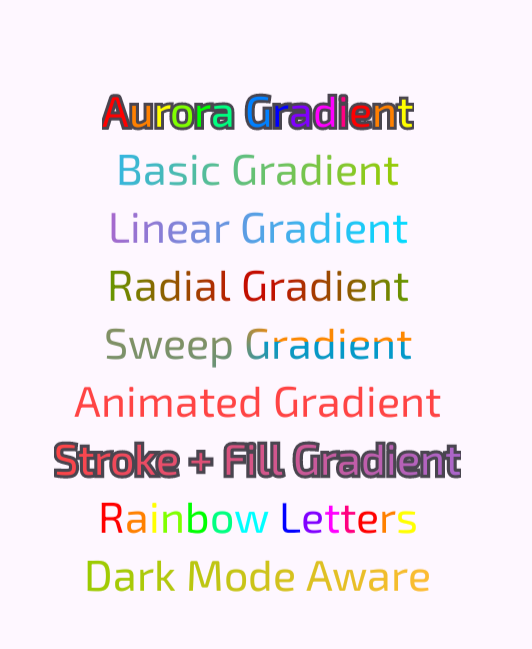 Aurora Gradient
Basic Gradient
Linear Gradient
Radial Gradient
Sweep Gradient
Animated Gradient
Stroke + Fill Gradient
Rainbow Letters
Dark Mode Aware